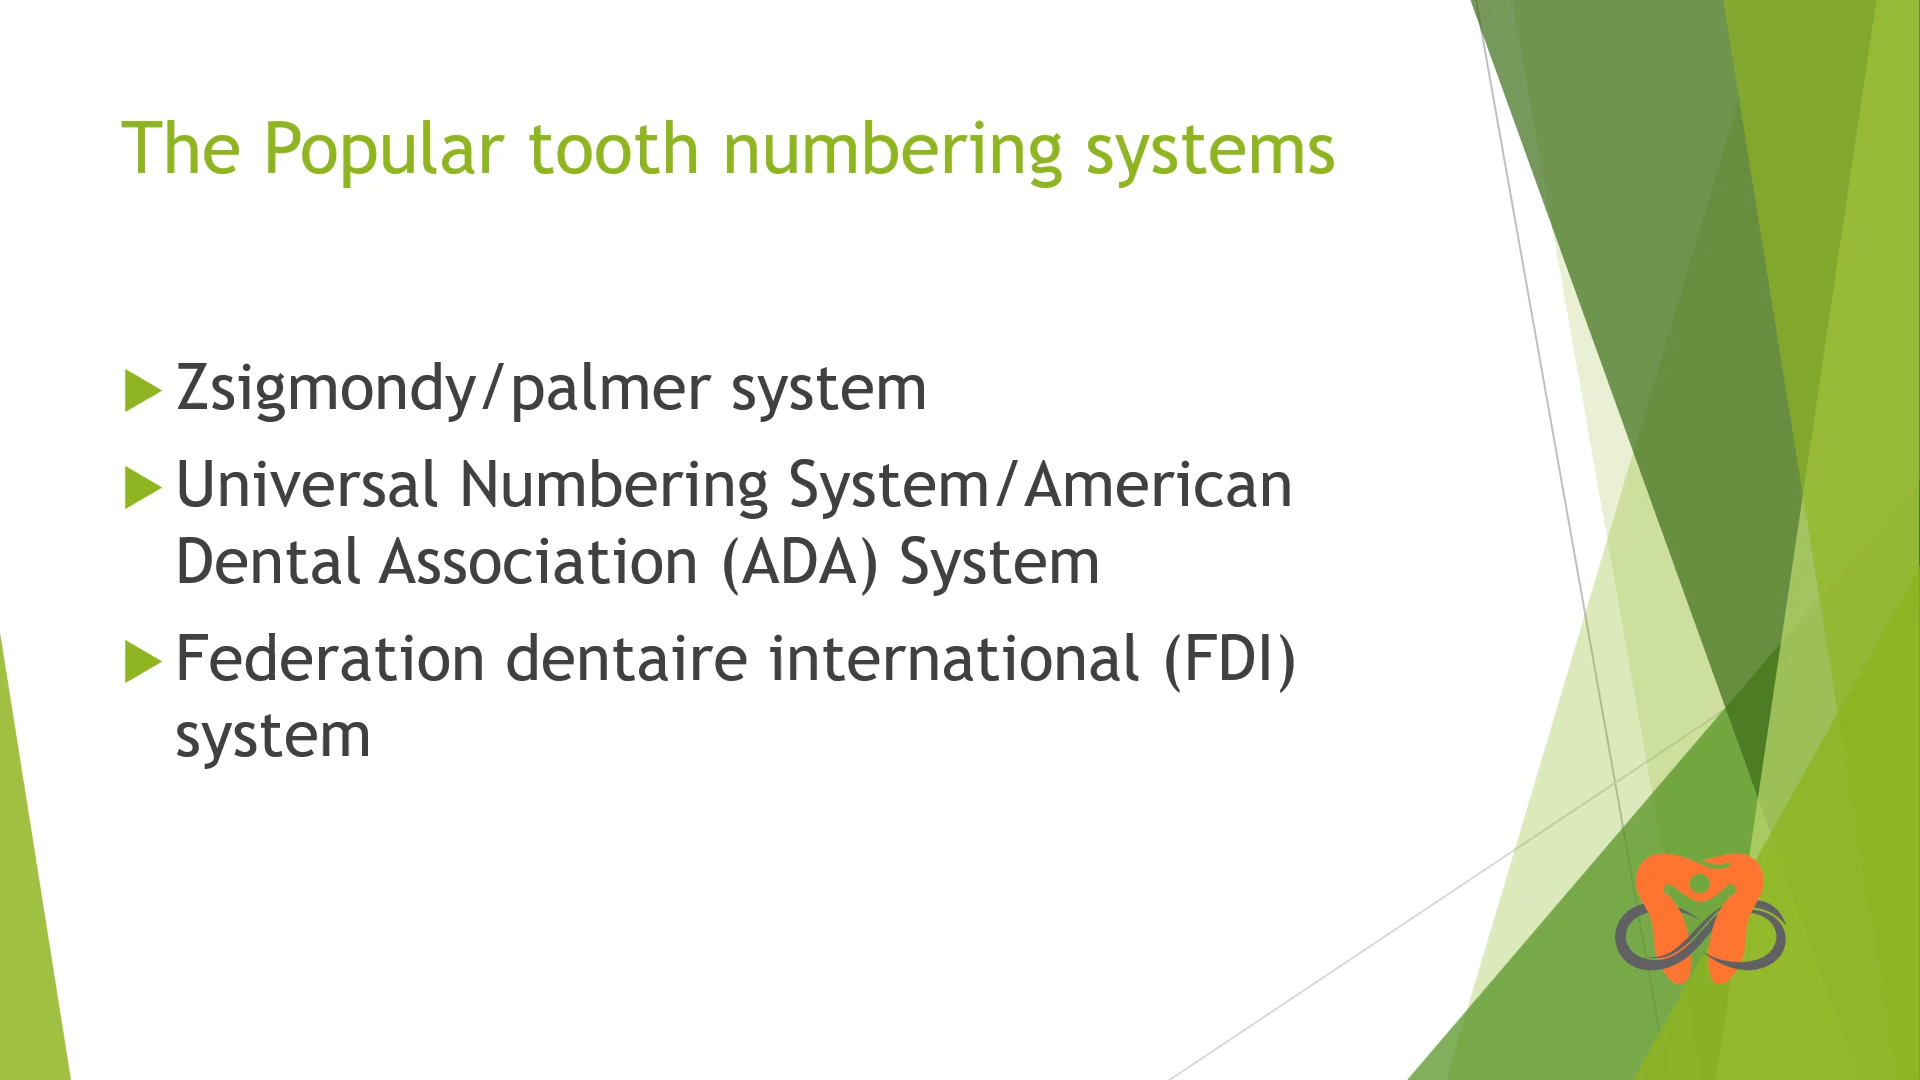 The Popular tooth numbering systems
Zsigmondy/palmer system
Universal Numbering System/American
Dental Association (ADA) System
Federation dentaire international (FDI)
system